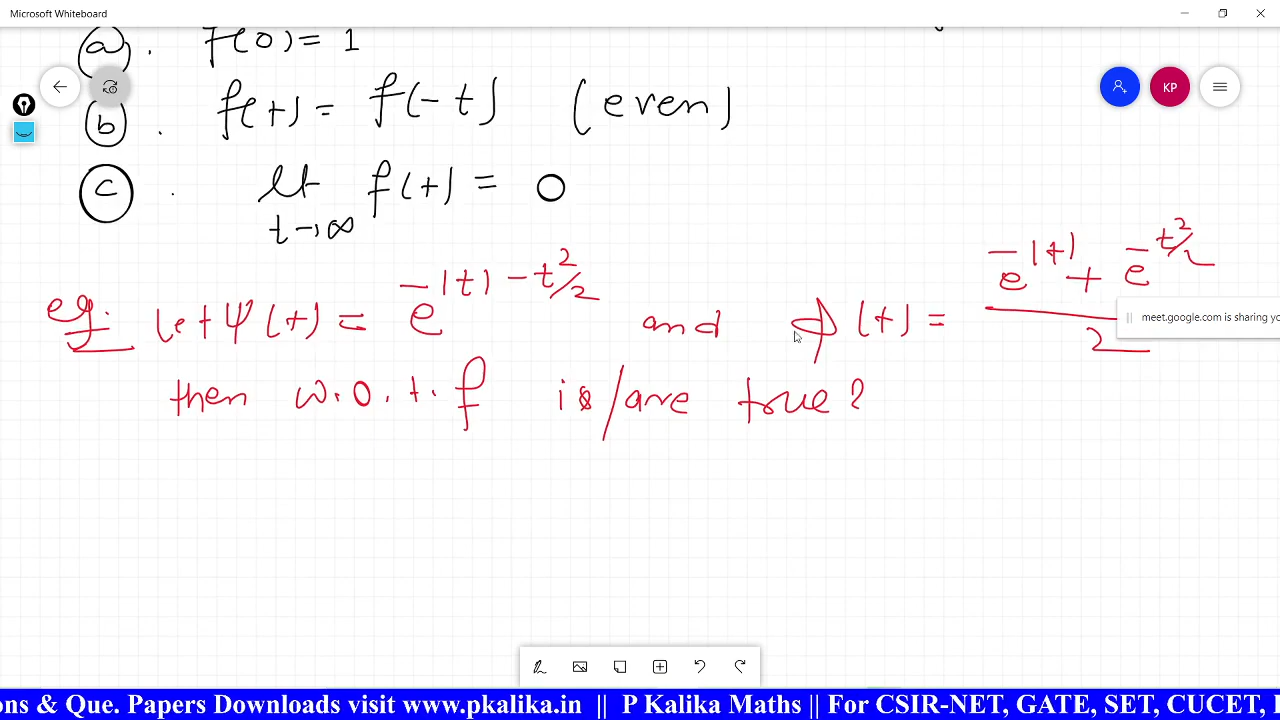 Microsoft Whiteboard
(a). f(0) = 1
KP
(b). f(t) = f(-t) (even)
(c). lt f(t) = 0
t→∞
eg. let ψ(t) = e^{-|t| - t²/2} and φ(t) = (e^{-|t|} + e^{-t²/2})/2
meet.google.com is sharing yo
then w.o.t.f is/are true?
ons & Que. Papers Downloads visit www.pkalika.in || P Kalika Maths || For CSIR-NET, GATE, SET, CUCET,